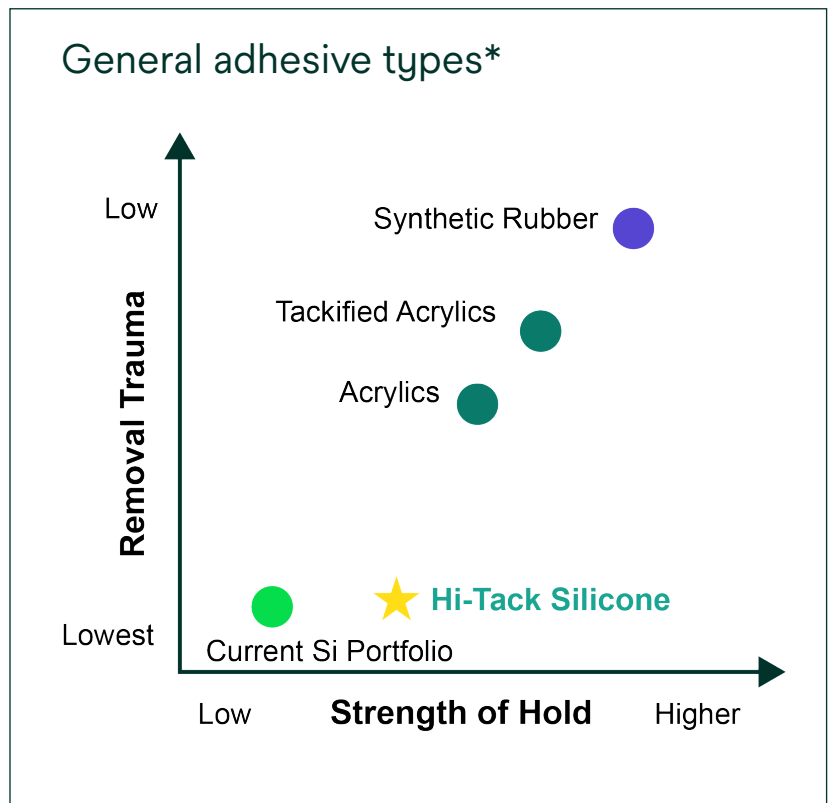 General adhesive types*
Low
Synthetic Rubber
Tackified Acrylics
Acrylics
Removal Trauma
Hi-Tack Silicone
Lowest
Current Si Portfolio
Low
Strength of Hold
Higher